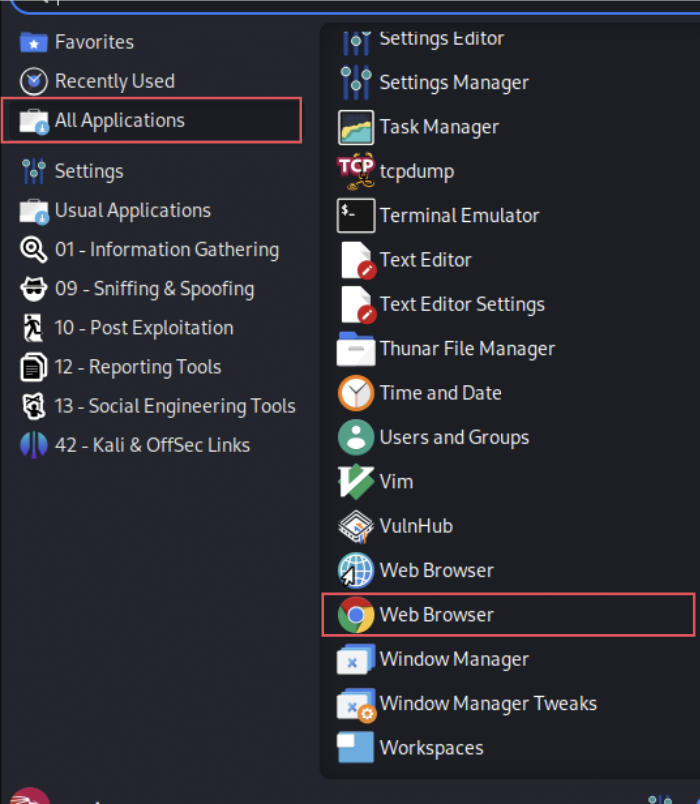 Favorites
Recently Used
All Applications
Settings
Usual Applications
01 - Information Gathering
09 - Sniffing & Spoofing
10 - Post Exploitation
12 - Reporting Tools
13 - Social Engineering Tools
42 - Kali & OffSec Links
Settings Editor
Settings Manager
Task Manager
TCP tcpdump
$_ Terminal Emulator
Text Editor
Text Editor Settings
Thunar File Manager
Time and Date
Users and Groups
Vim
VulnHub
Web Browser
Web Browser
Window Manager
Window Manager Tweaks
Workspaces